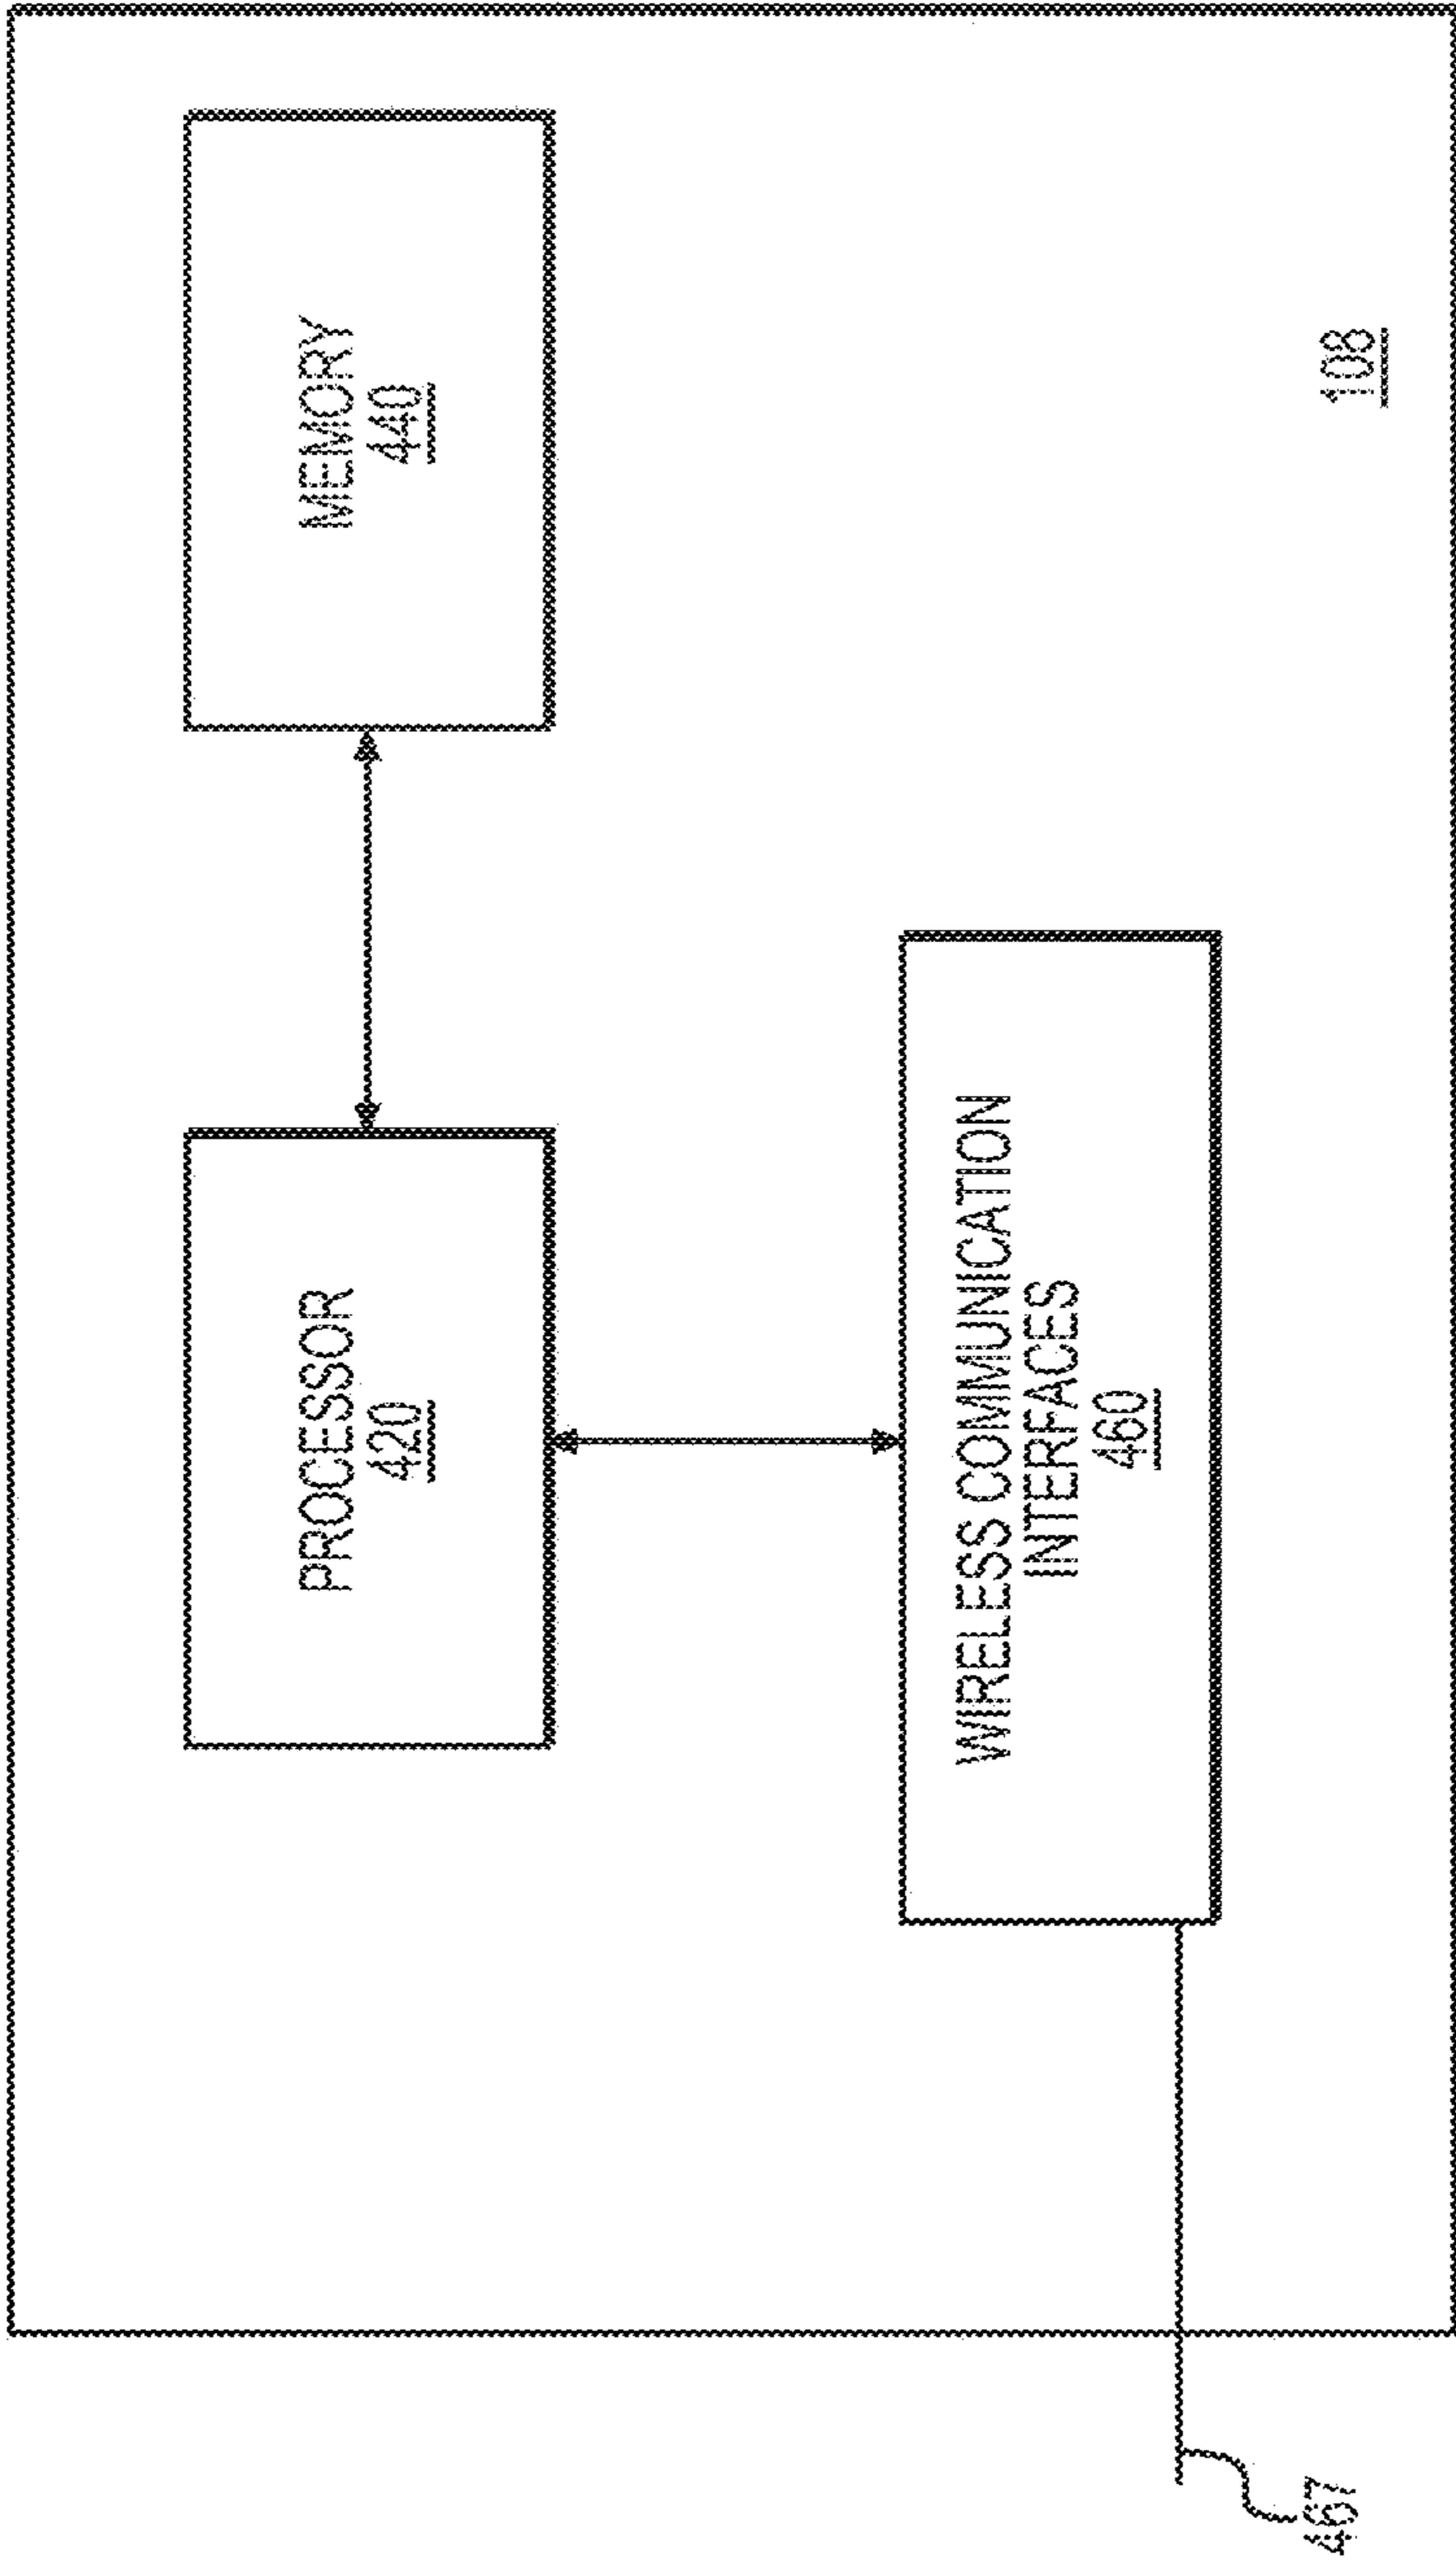 PROCESSOR
420
MEMORY
440
WIRELESS COMMUNICATION
INTERFACES
460
108
467